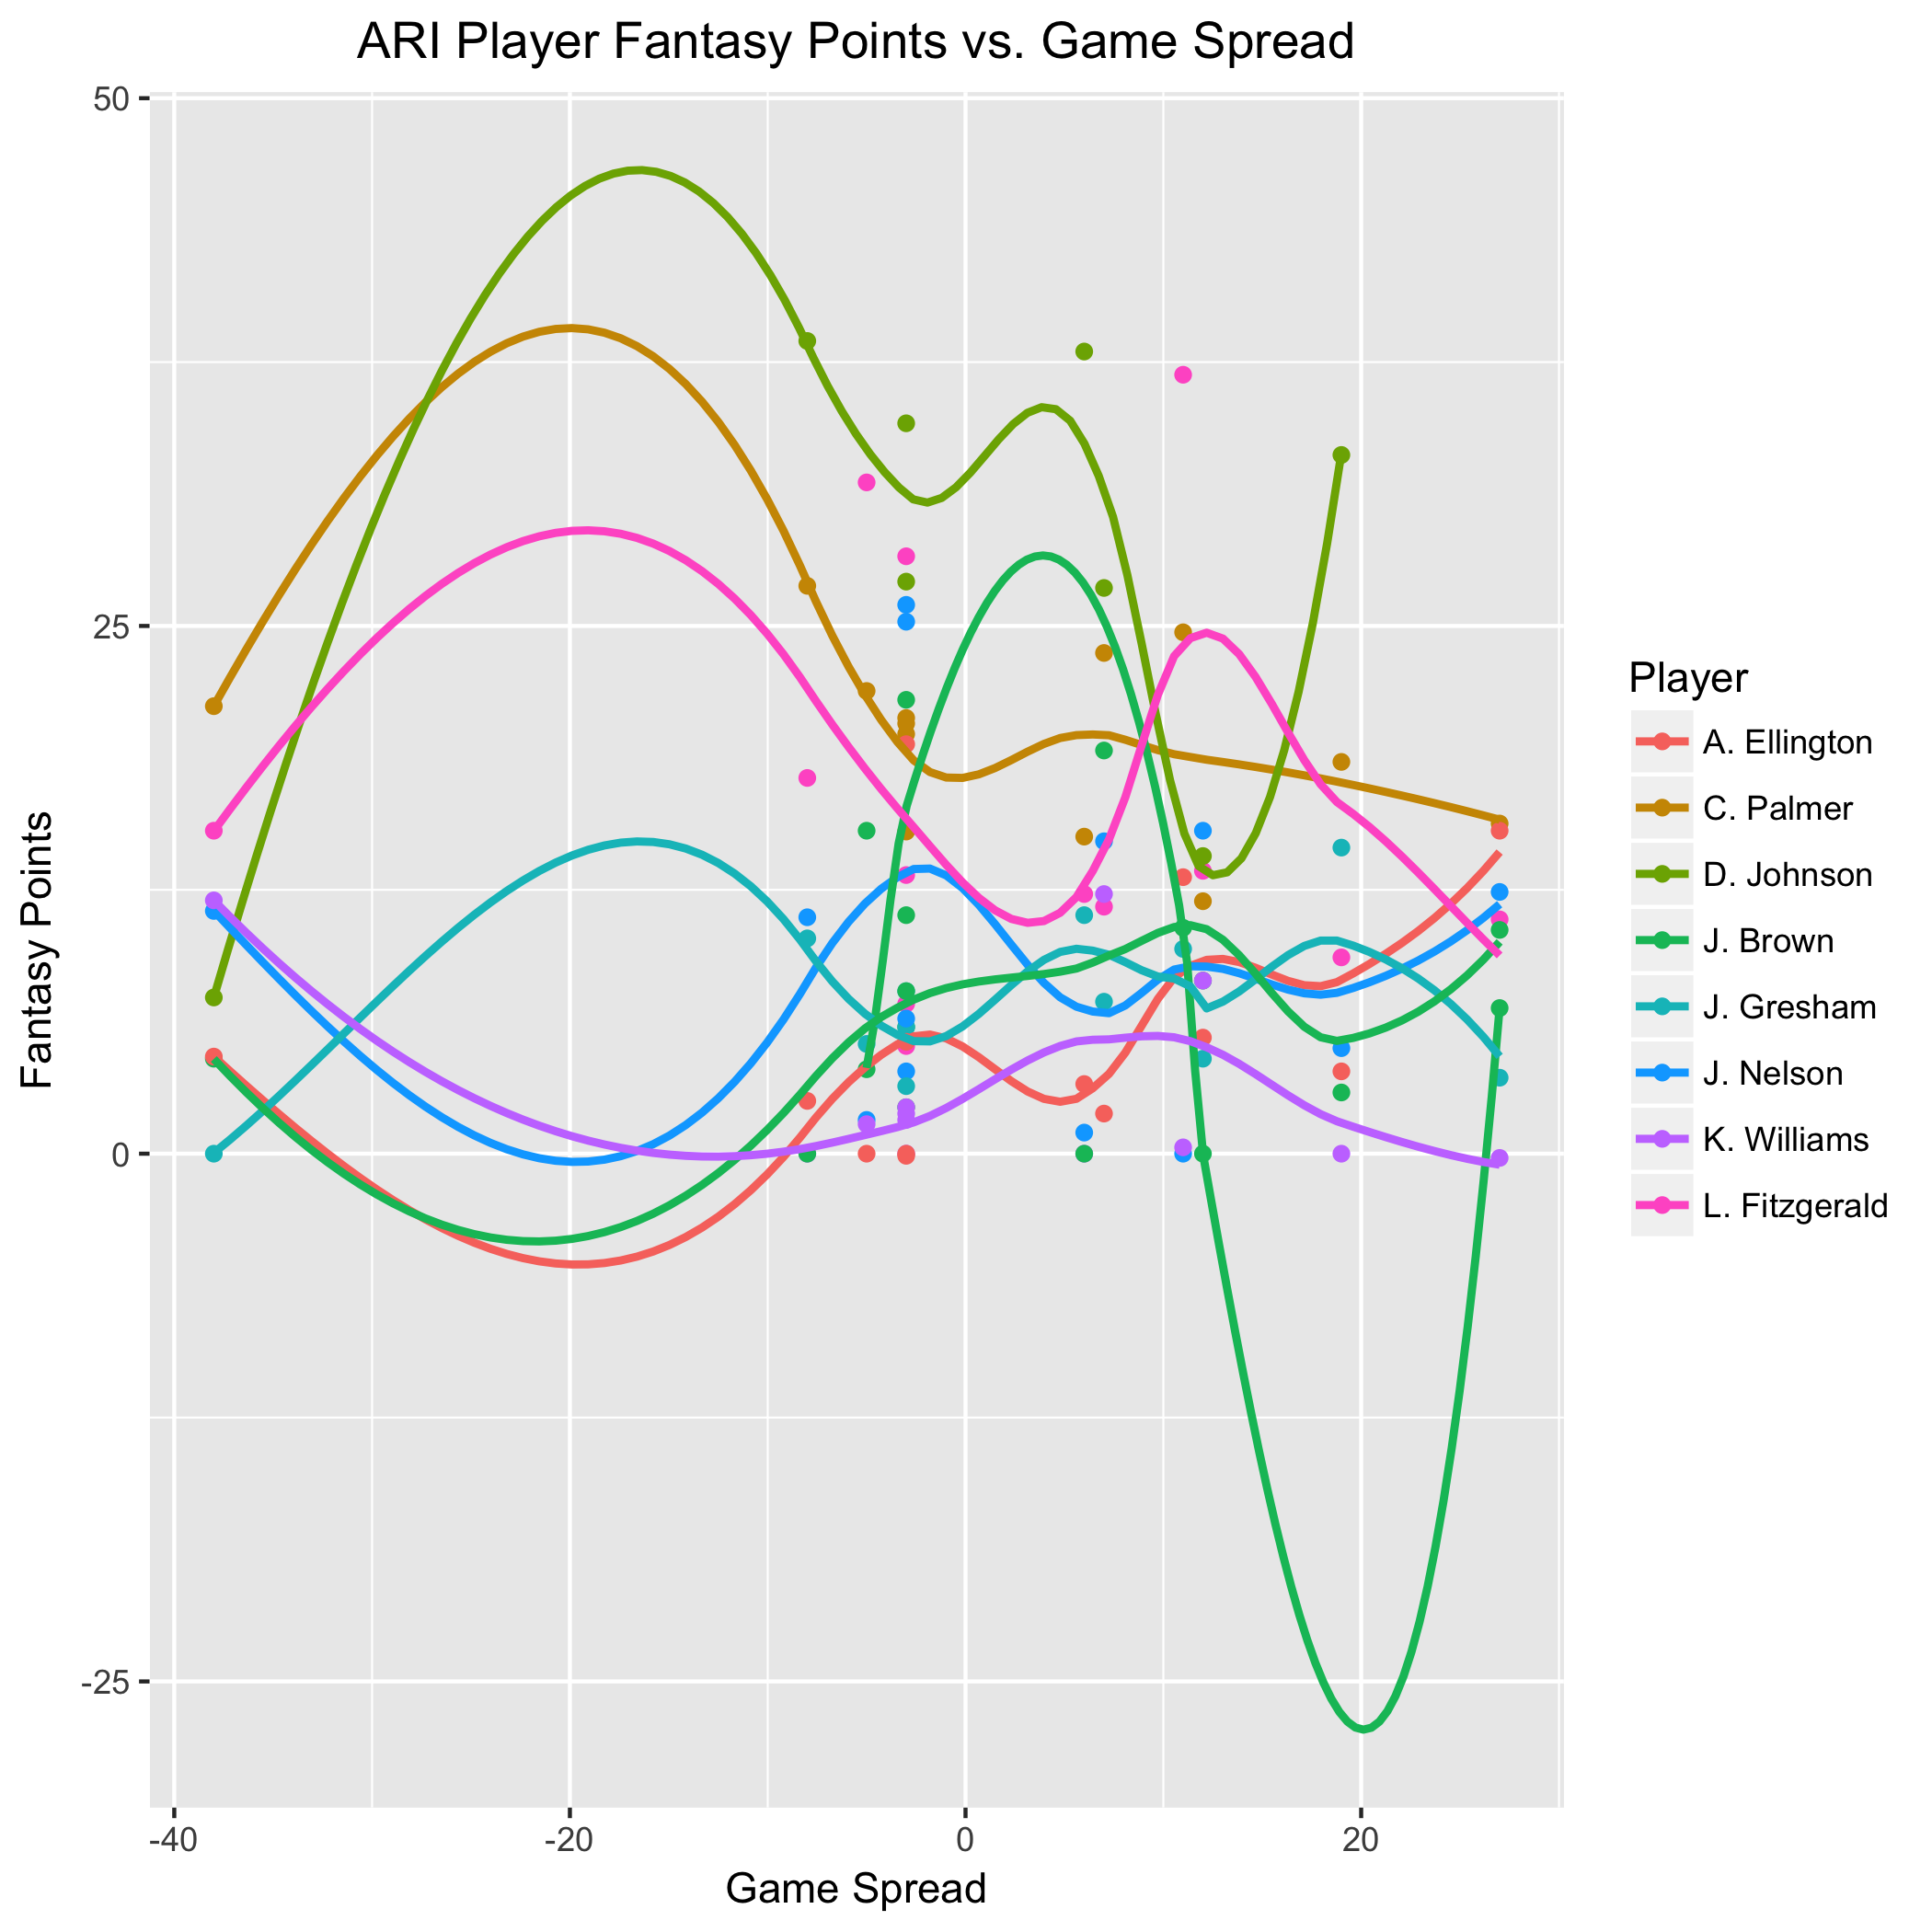 ARI Player Fantasy Points vs. Game Spread
50
25
0
-25
Fantasy Points
-40
-20
0
20
Game Spread
Player
A. Ellington
C. Palmer
D. Johnson
J. Brown
J. Gresham
J. Nelson
K. Williams
L. Fitzgerald